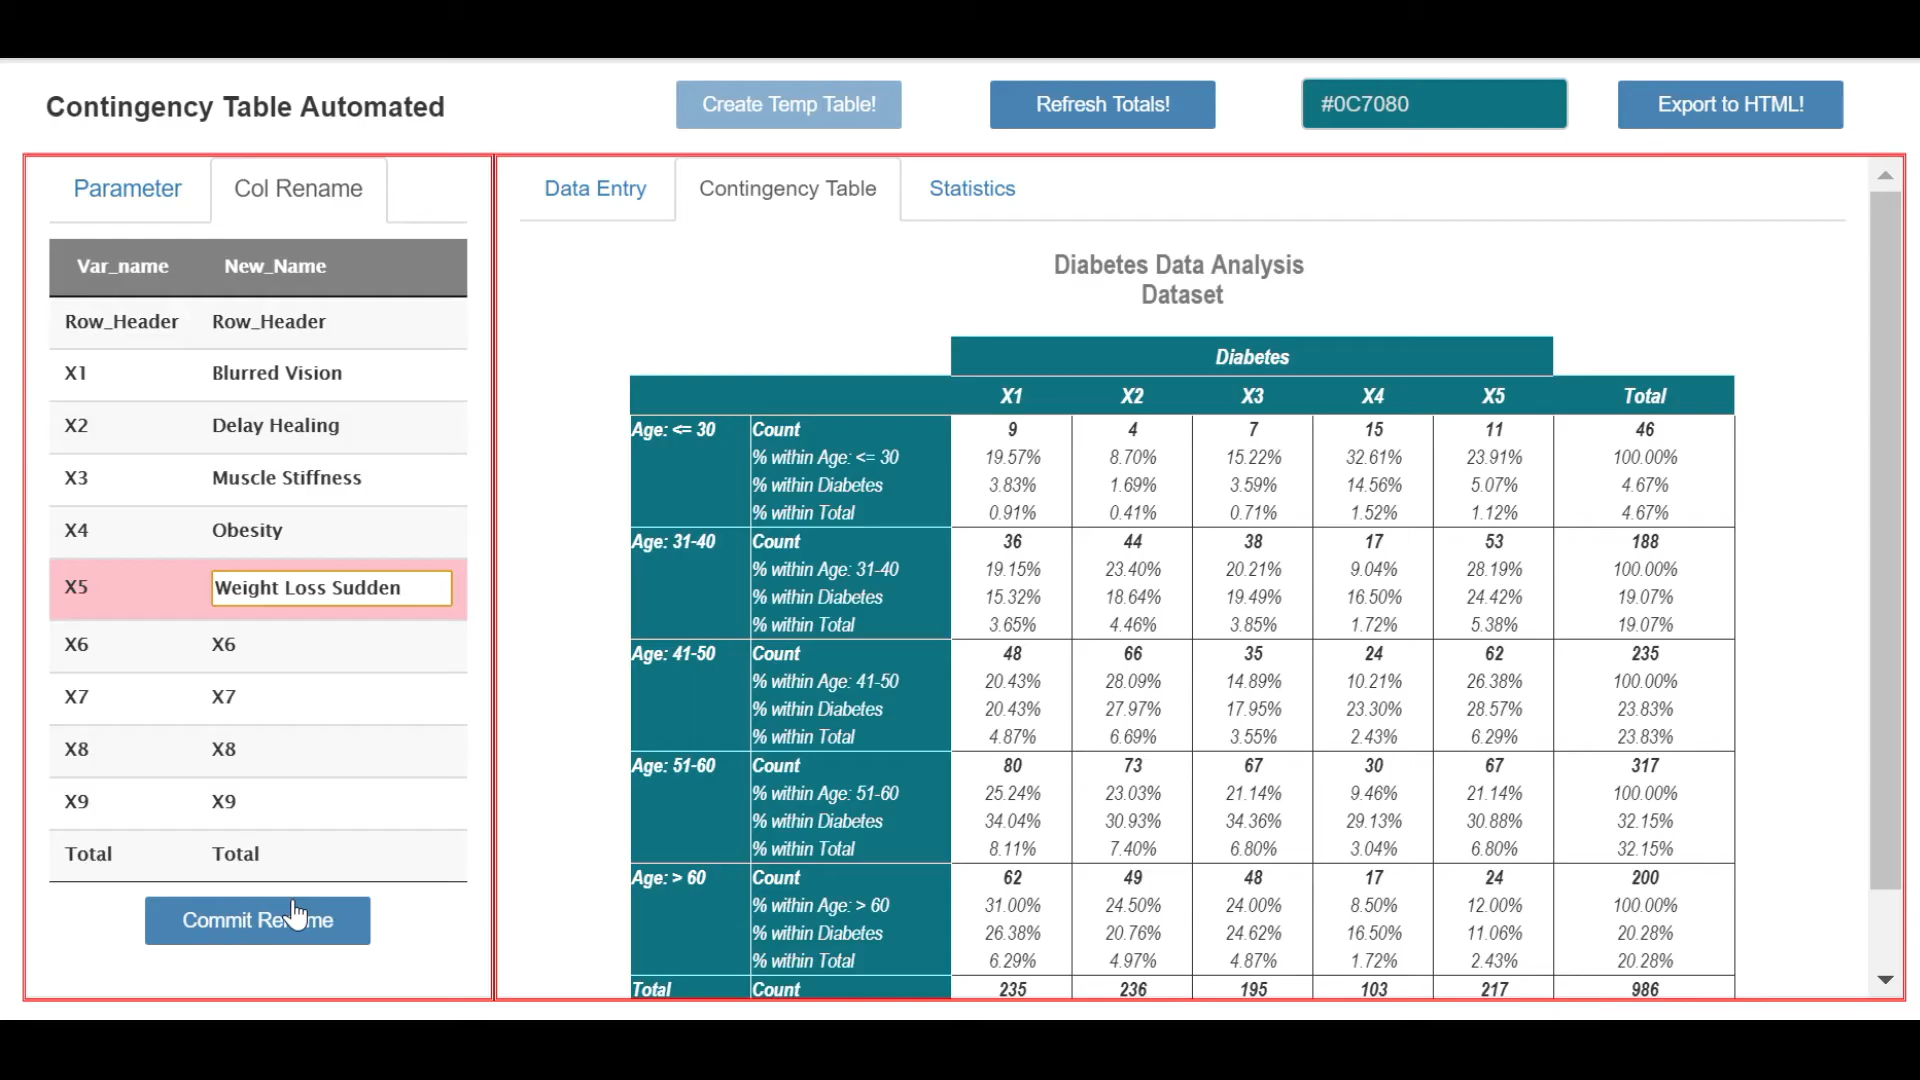 Contingency Table Automated
Create Temp Table!
Refresh Totals!
#0C7080
Export to HTML!
Parameter Col Rename
Var_name New_Name
Row_Header Row_Header
X1 Blurred Vision
X2 Delay Healing
X3 Muscle Stiffness
X4 Obesity
X5 Weight Loss Sudden
X6 X6
X7 X7
X8 X8
X9 X9
Total Total
Commit Rename
Data Entry Contingency Table Statistics
Diabetes Data Analysis
Dataset
Diabetes
X1 X2 X3 X4 X5 Total
Age: <= 30 Count 9 4 7 15 11 46
% within Age: <= 30 19.57% 8.70% 15.22% 32.61% 23.91% 100.00%
% within Diabetes 3.83% 1.69% 3.59% 14.56% 5.07% 4.67%
% within Total 0.91% 0.41% 0.71% 1.52% 1.12% 4.67%
Age: 31-40 Count 36 44 38 17 53 188
% within Age: 31-40 19.15% 23.40% 20.21% 9.04% 28.19% 100.00%
% within Diabetes 15.32% 18.64% 19.49% 16.50% 24.42% 19.07%
% within Total 3.65% 4.46% 3.85% 1.72% 5.38% 19.07%
Age: 41-50 Count 48 66 35 24 62 235
% within Age: 41-50 20.43% 28.09% 14.89% 10.21% 26.38% 100.00%
% within Diabetes 20.43% 27.97% 17.95% 23.30% 28.57% 23.83%
% within Total 4.87% 6.69% 3.55% 2.43% 6.29% 23.83%
Age: 51-60 Count 80 73 67 30 67 317
% within Age: 51-60 25.24% 23.03% 21.14% 9.46% 21.14% 100.00%
% within Diabetes 34.04% 30.93% 34.36% 29.13% 30.88% 32.15%
% within Total 8.11% 7.40% 6.80% 3.04% 6.80% 32.15%
Age: > 60 Count 62 49 48 17 24 200
% within Age: > 60 31.00% 24.50% 24.00% 8.50% 12.00% 100.00%
% within Diabetes 26.38% 20.76% 24.62% 16.50% 11.06% 20.28%
% within Total 6.29% 4.97% 4.87% 1.72% 2.43% 20.28%
Total Count 235 236 195 103 217 986